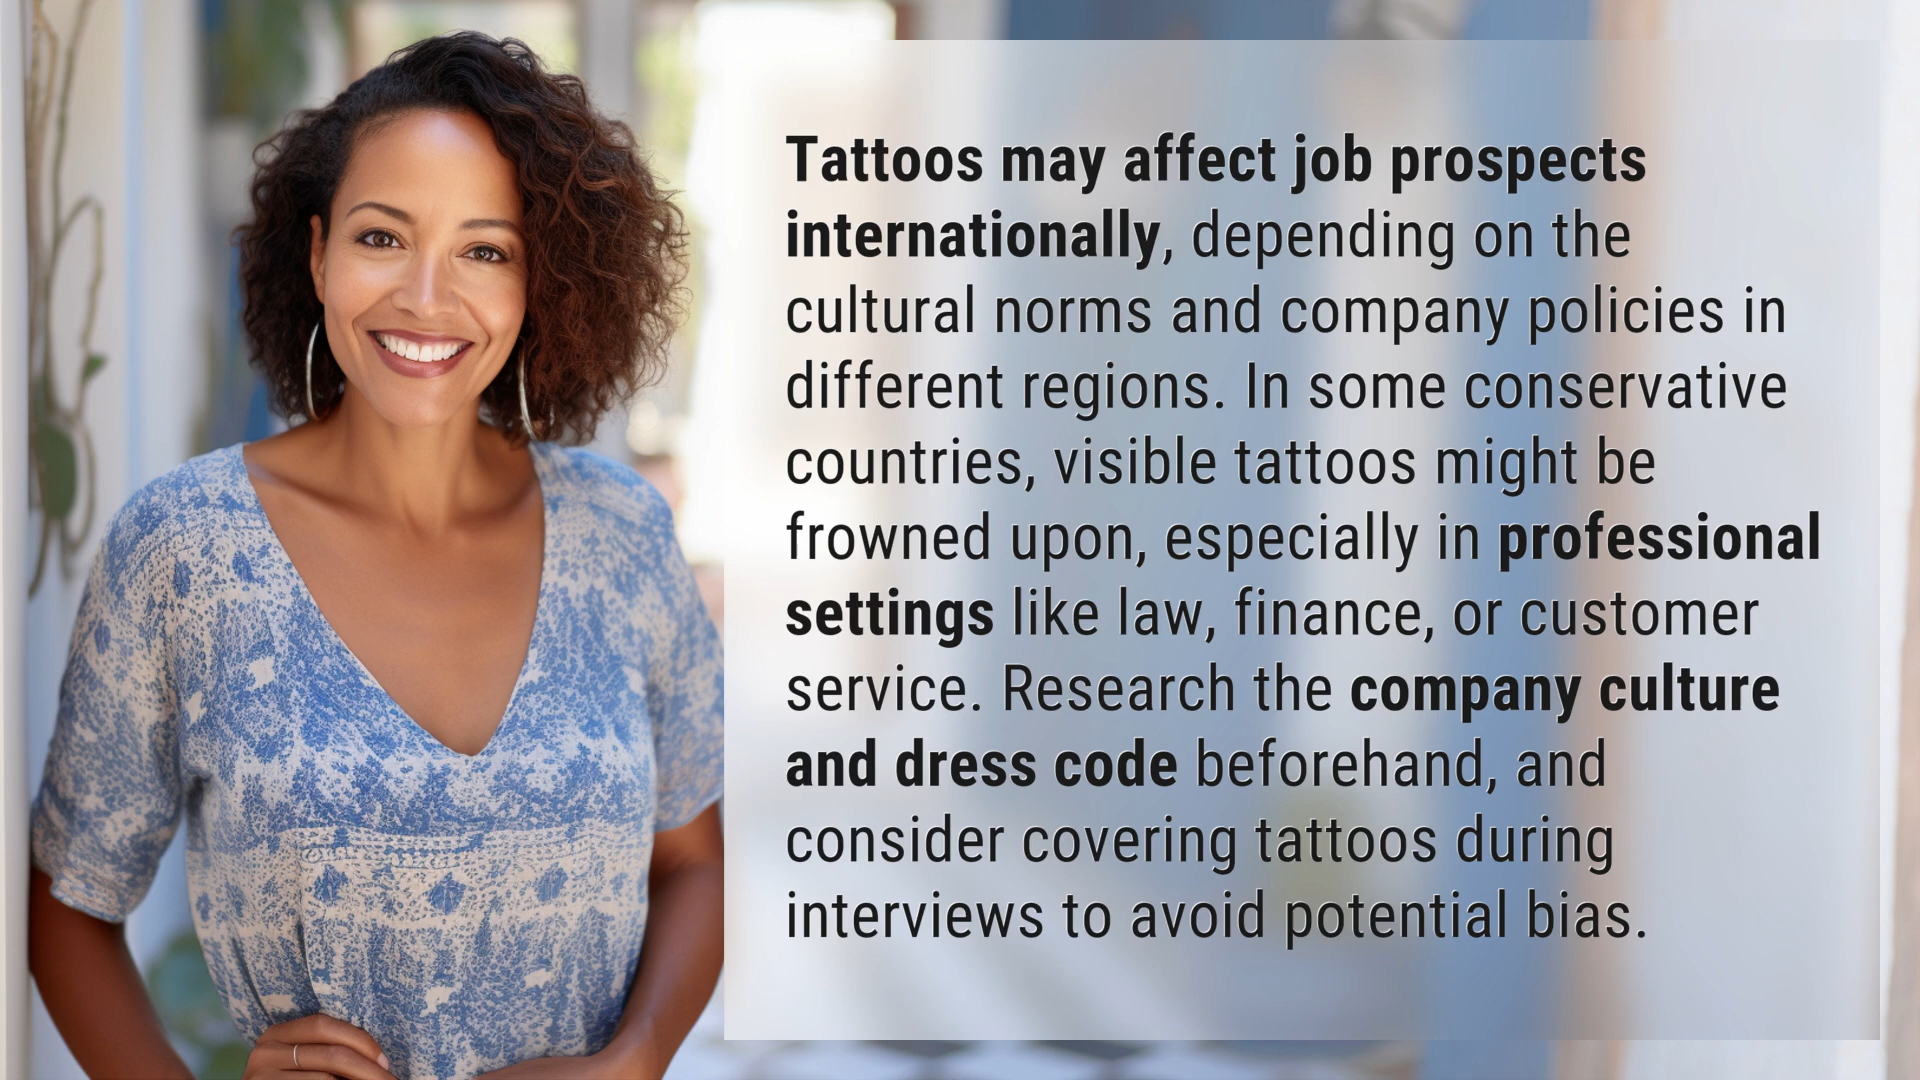 Tattoos may affect job prospects
internationally, depending on the
cultural norms and company policies in
different regions. In some conservative
countries, visible tattoos might be
frowned upon, especially in professional
settings like law, finance, or customer
service. Research the company culture
and dress code beforehand, and
consider covering tattoos during
interviews to avoid potential bias.